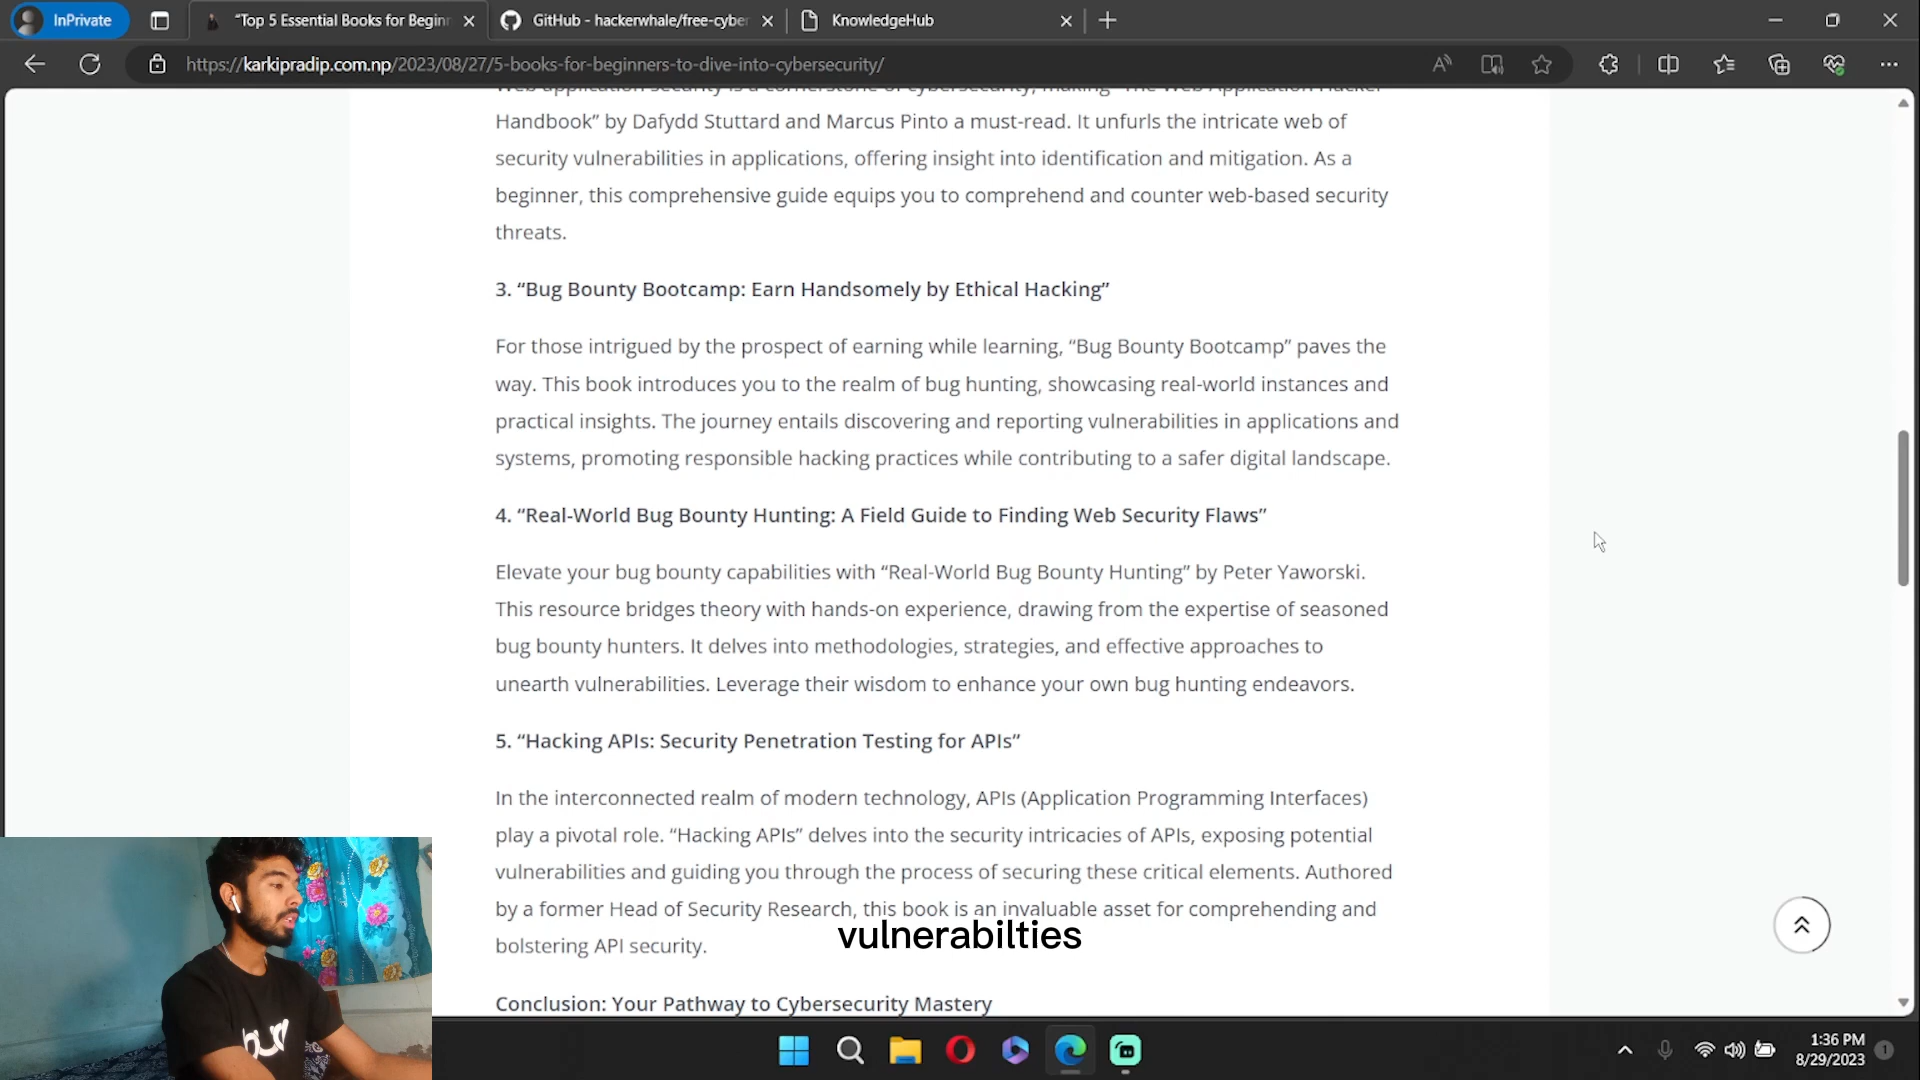 InPrivate
“Top 5 Essential Books for Beginn
GitHub - hackerwhale/free-cyber
KnowledgeHub
https://karkipradip.com.np/2023/08/27/5-books-for-beginners-to-dive-into-cybersecurity/
Web application security is a cornerstone of cybersecurity, making “The Web Application Hacker
Handbook” by Dafydd Stuttard and Marcus Pinto a must-read. It unfurls the intricate web of
security vulnerabilities in applications, offering insight into identification and mitigation. As a
beginner, this comprehensive guide equips you to comprehend and counter web-based security
threats.
3. “Bug Bounty Bootcamp: Earn Handsomely by Ethical Hacking”
For those intrigued by the prospect of earning while learning, “Bug Bounty Bootcamp” paves the
way. This book introduces you to the realm of bug hunting, showcasing real-world instances and
practical insights. The journey entails discovering and reporting vulnerabilities in applications and
systems, promoting responsible hacking practices while contributing to a safer digital landscape.
4. “Real-World Bug Bounty Hunting: A Field Guide to Finding Web Security Flaws”
Elevate your bug bounty capabilities with “Real-World Bug Bounty Hunting” by Peter Yaworski.
This resource bridges theory with hands-on experience, drawing from the expertise of seasoned
bug bounty hunters. It delves into methodologies, strategies, and effective approaches to
unearth vulnerabilities. Leverage their wisdom to enhance your own bug hunting endeavors.
5. “Hacking APIs: Security Penetration Testing for APIs”
In the interconnected realm of modern technology, APIs (Application Programming Interfaces)
play a pivotal role. “Hacking APIs” delves into the security intricacies of APIs, exposing potential
vulnerabilities and guiding you through the process of securing these critical elements. Authored
by a former Head of Security Research, this book is an invaluable asset for comprehending and
bolstering API security.
vulnerabilties
Conclusion: Your Pathway to Cybersecurity Mastery
1:36 PM
8/29/2023
1